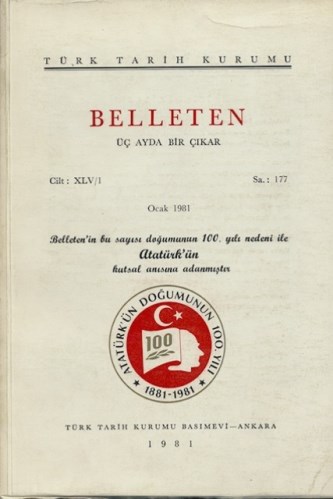 TÜRK TARİH KURUMU
BELLETEN
ÜÇ AYDA BİR ÇIKAR
Cilt : XLV/1 Sa. : 177
Ocak 1981
Belleten'in bu sayısı doğumunun 100. yılı nedeni ile
Atatürk'ün
kutsal anısına adanmıştır
ATATÜRK'ÜN DOĞUMUNUN 100. YILI
100
1881-1981
TÜRK TARİH KURUMU BASIMEVİ—ANKARA
1981